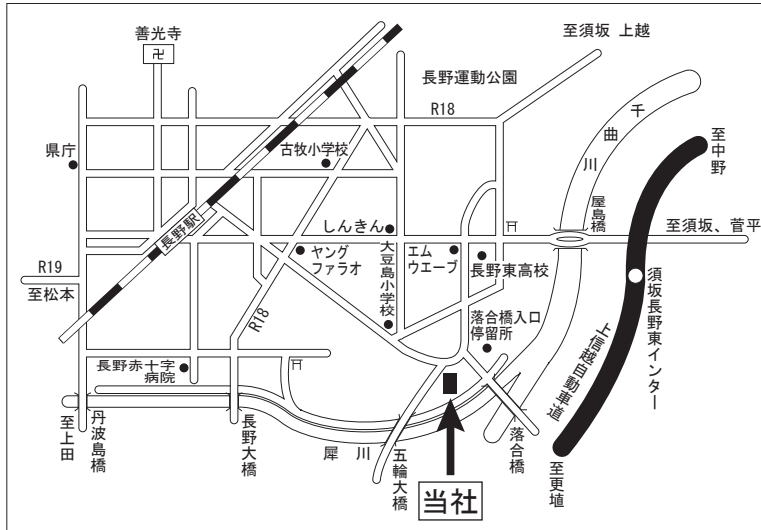 善光寺
卍
至須坂 上越
長野運動公園
R18
千曲川
至中野
県庁
古牧小学校
屋島橋
長野駅
しんきん
至須坂、菅平
ヤング
ファラオ
大豆島小学校
エム
ウエーブ
長野東高校
R19
至松本
R18
落合橋入口
停留所
須坂長野東インター
上信越自動車道
長野赤十字
病院
至上田
丹波島橋
長野大橋
犀川
五輪大橋
落合橋
至更埴
当社